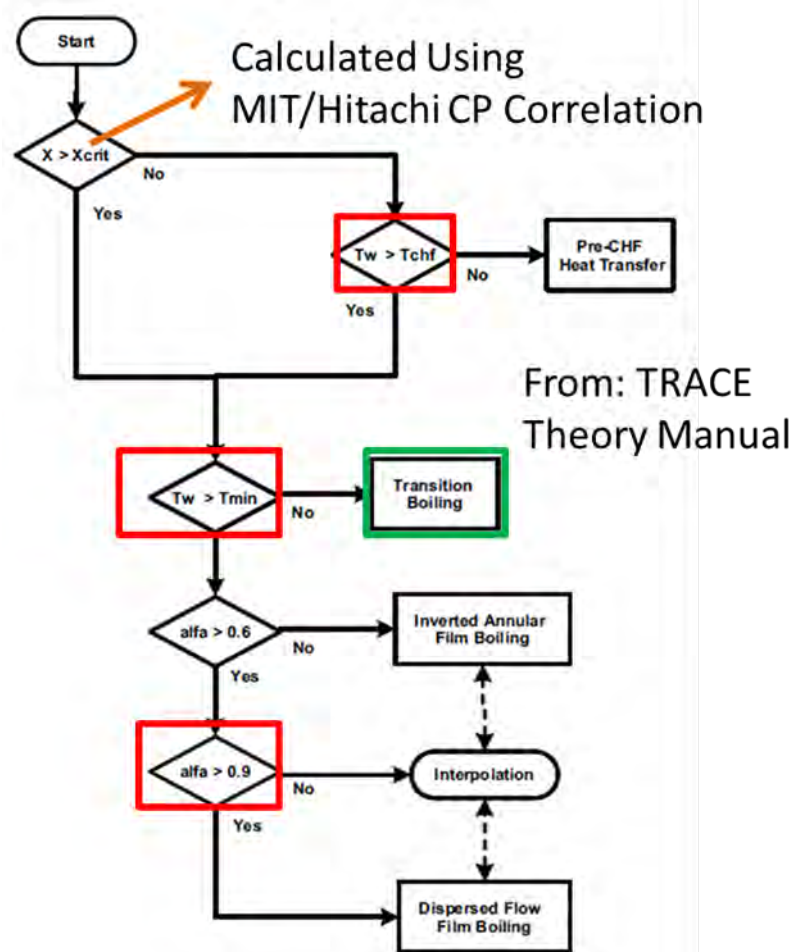 Start
Calculated Using
MIT/Hitachi CP Correlation
X > Xcrit
No
Yes
Tw > Tchf
No
Pre-CHF
Heat Transfer
Yes
From: TRACE
Theory Manual
Tw > Tmin
No
Transition
Boiling
alfa > 0.6
No
Inverted Annular
Film Boiling
Yes
alfa > 0.9
No
Interpolation
Yes
Dispersed Flow
Film Boiling